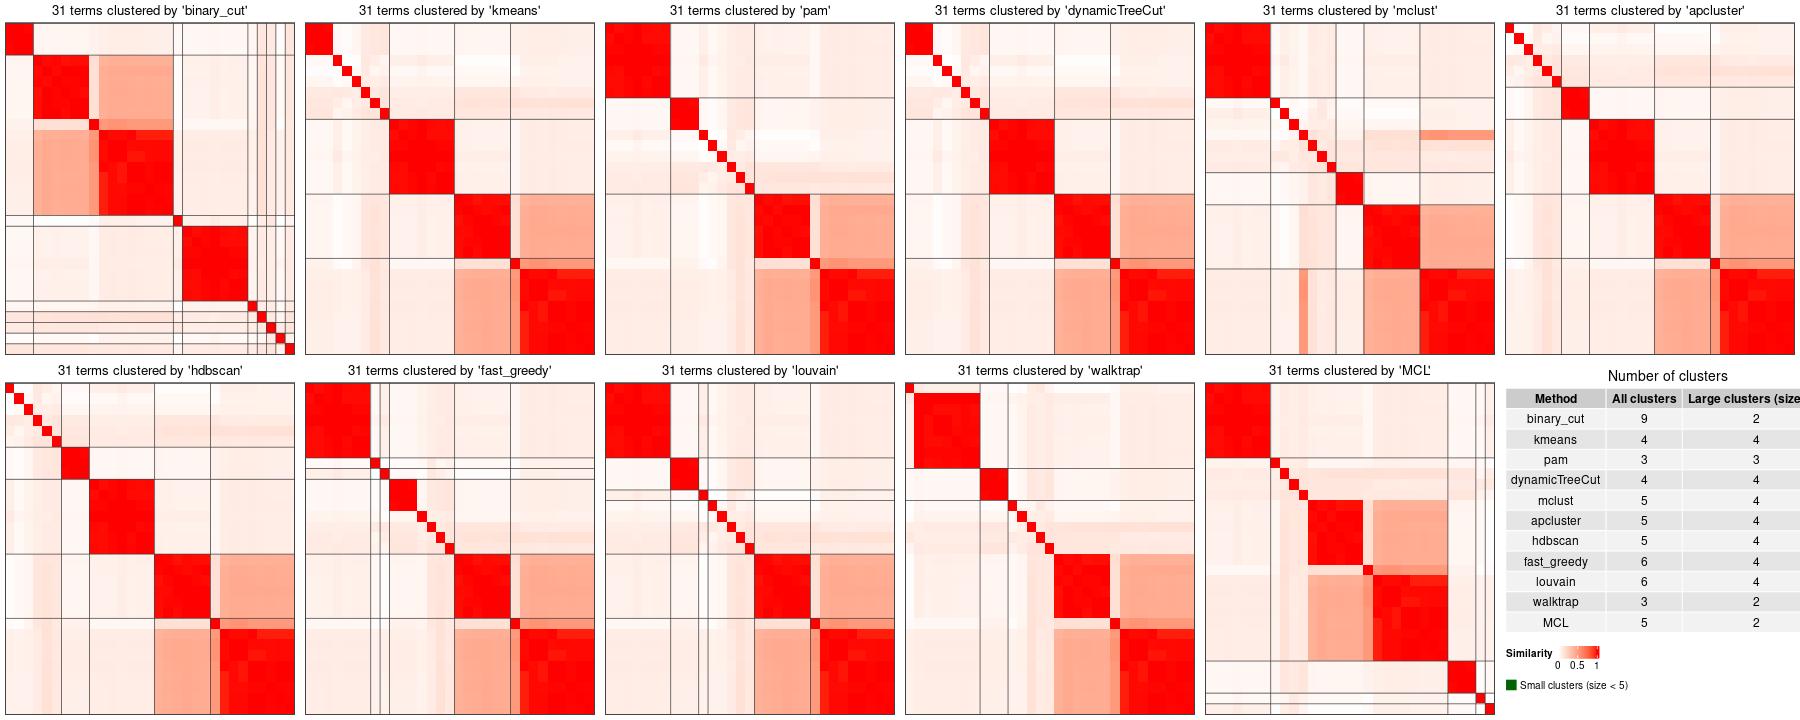 31 terms clustered by 'binary_cut'
31 terms clustered by 'kmeans'
31 terms clustered by 'pam'
31 terms clustered by 'dynamicTreeCut'
31 terms clustered by 'mclust'
31 terms clustered by 'apcluster'
31 terms clustered by 'hdbscan'
31 terms clustered by 'fast_greedy'
31 terms clustered by 'louvain'
31 terms clustered by 'walktrap'
31 terms clustered by 'MCL'
Number of clusters
Method All clusters Large clusters (size
binary_cut 9 2
kmeans 4 4
pam 3 3
dynamicTreeCut 4 4
mclust 5 4
apcluster 5 4
hdbscan 5 4
fast_greedy 6 4
louvain 6 4
walktrap 3 2
MCL 5 2
Similarity
0 0.5 1
Small clusters (size < 5)